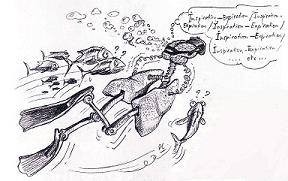 Inspiration - Expiration / Inspiration -
Expiration / Inspiration - Expiration /
Inspiration - Expiration /
Inspiration - Expiration /
.... etc ...
? ?
? ?